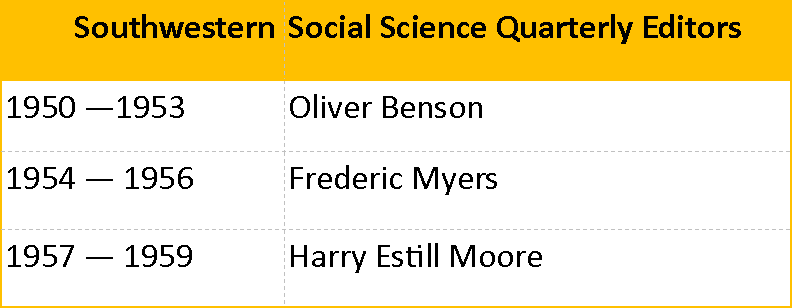 Southwestern Social Science Quarterly Editors
1950 —1953 Oliver Benson
1954 — 1956 Frederic Myers
1957 — 1959 Harry Estill Moore